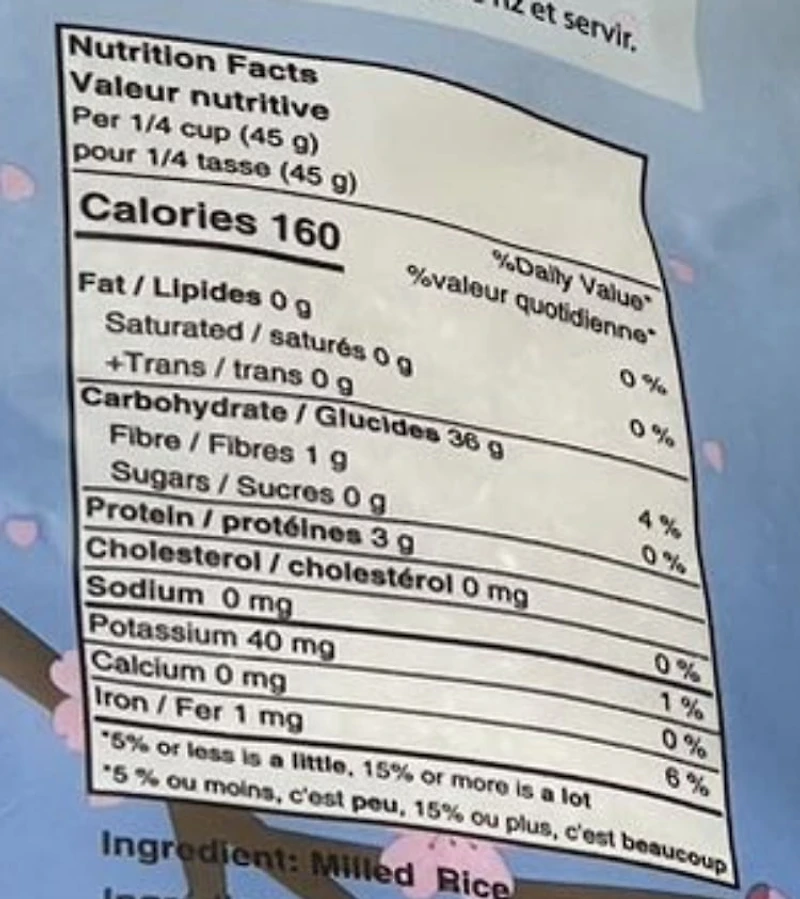 et servir.
Nutrition Facts
Valeur nutritive
Per 1/4 cup (45 g)
pour 1/4 tasse (45 g)
Calories 160
%Daily Value*
%valeur quotidienne*
Fat / Lipides 0 g 0 %
Saturated / saturés 0 g 0 %
+Trans / trans 0 g
Carbohydrate / Glucides 36 g
Fibre / Fibres 1 g 4 %
Sugars / Sucres 0 g 0 %
Protein / protéines 3 g
Cholesterol / cholestérol 0 mg
Sodium 0 mg 0 %
Potassium 40 mg 1 %
Calcium 0 mg 0 %
Iron / Fer 1 mg 6 %
*5% or less is a little, 15% or more is a lot
*5 % ou moins, c'est peu, 15% ou plus, c'est beaucoup
Ingredient: Milled Rice